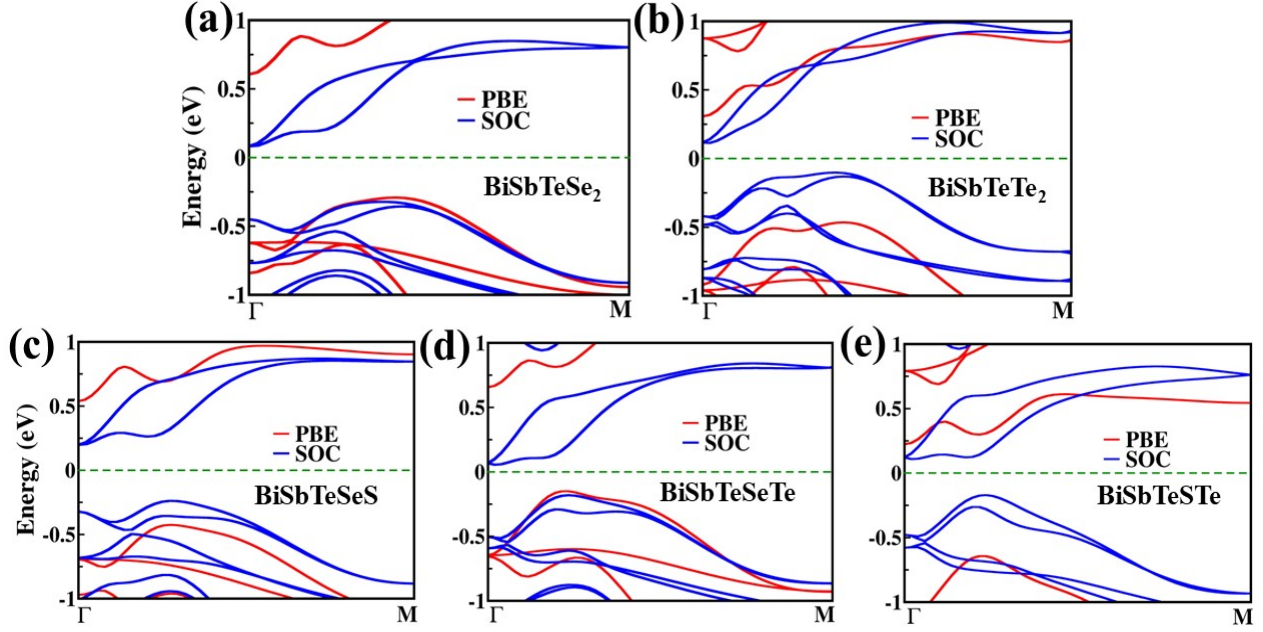 (a)
1
0.5
0
-0.5
-1
Energy (eV)
PBE
SOC
BiSbTeSe₂
Γ
M
(b)
1
0.5
0
-0.5
-1
PBE
SOC
BiSbTeTe₂
Γ
M
(c)
1
0.5
0
-0.5
-1
Energy (eV)
PBE
SOC
BiSbTeSeS
Γ
M
(d)
1
0.5
0
-0.5
-1
PBE
SOC
BiSbTeSeTe
Γ
M
(e)
1
0.5
0
-0.5
-1
PBE
SOC
BiSbTeSTe
Γ
M